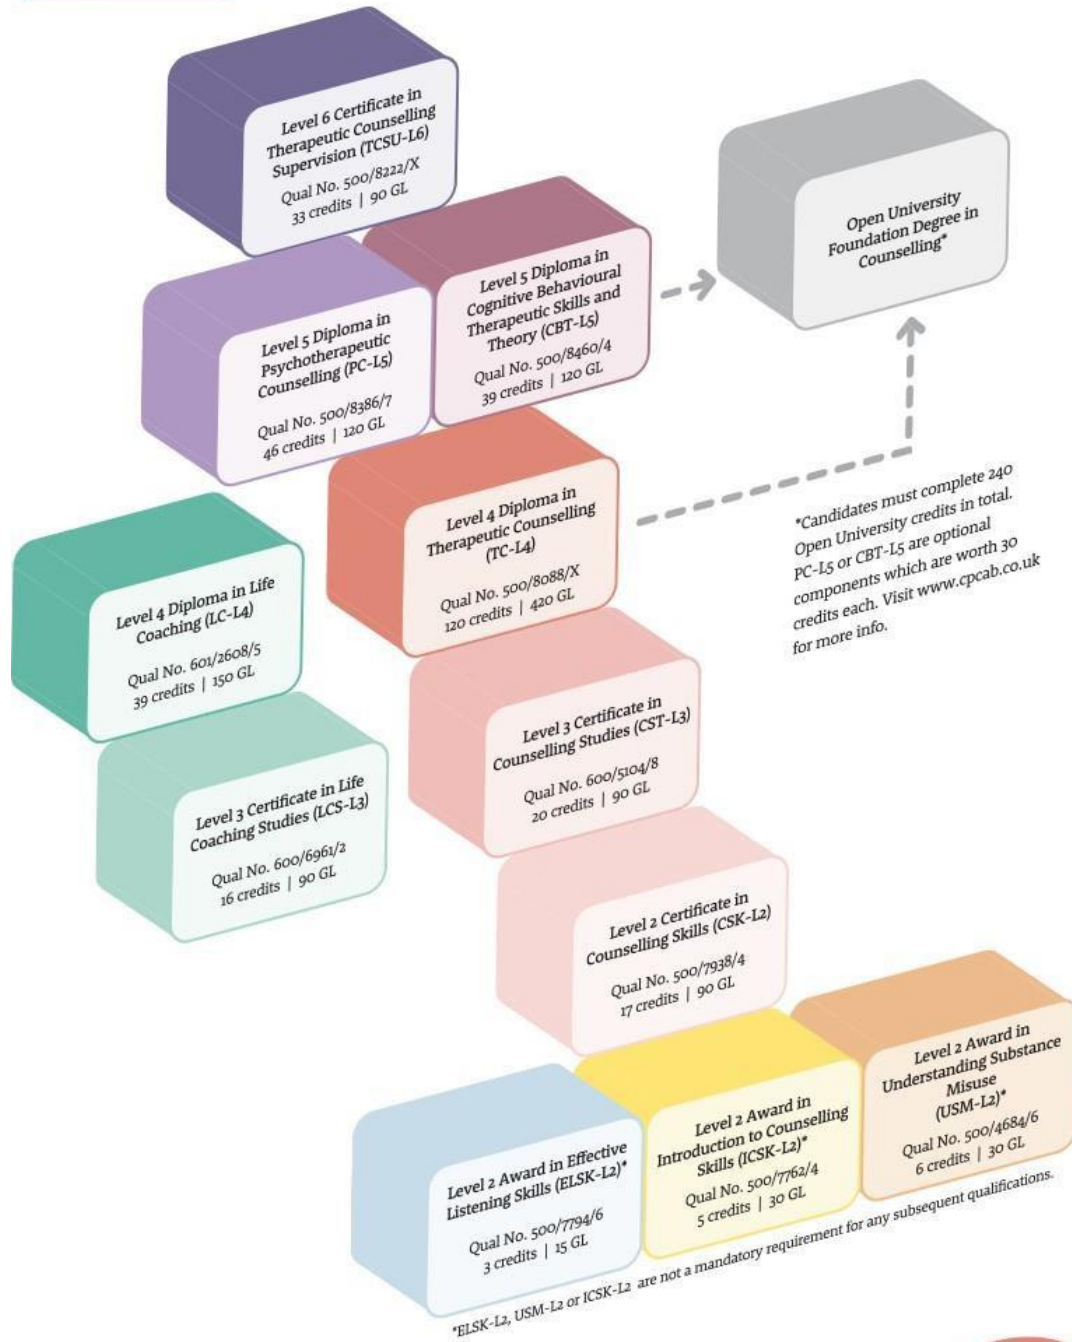 Level 6 Certificate in
Therapeutic Counselling
Supervision (TCSU-L6)
Qual No. 500/8222/X
33 credits | 90 GL
Open University
Foundation Degree in
Counselling*
Level 5 Diploma in
Cognitive Behavioural
Therapeutic Skills and
Theory (CBT-L5)
Qual No. 500/8460/4
39 credits | 120 GL
Level 5 Diploma in
Psychotherapeutic
Counselling (PC-L5)
Qual No. 500/8386/7
46 credits | 120 GL
Level 4 Diploma in
Therapeutic Counselling
(TC-L4)
Qual No. 500/8088/X
120 credits | 420 GL
*Candidates must complete 240
Open University credits in total.
PC-L5 or CBT-L5 are optional
components which are worth 30
credits each. Visit www.cpcab.co.uk
for more info.
Level 4 Diploma in Life
Coaching (LC-L4)
Qual No. 601/2608/5
39 credits | 150 GL
Level 3 Certificate in
Counselling Studies (CST-L3)
Qual No. 600/5104/8
20 credits | 90 GL
Level 3 Certificate in Life
Coaching Studies (LCS-L3)
Qual No. 600/6961/2
16 credits | 90 GL
Level 2 Certificate in
Counselling Skills (CSK-L2)
Qual No. 500/7938/4
17 credits | 90 GL
Level 2 Award in
Understanding Substance
Misuse
(USM-L2)*
Qual No. 500/4684/6
6 credits | 30 GL
Level 2 Award in
Introduction to Counselling
Skills (ICSK-L2)*
Qual No. 500/7762/4
5 credits | 30 GL
Level 2 Award in Effective
Listening Skills (ELSK-L2)*
Qual No. 500/7794/6
3 credits | 15 GL
*ELSK-L2, USM-L2 or ICSK-L2 are not a mandatory requirement for any subsequent qualifications.